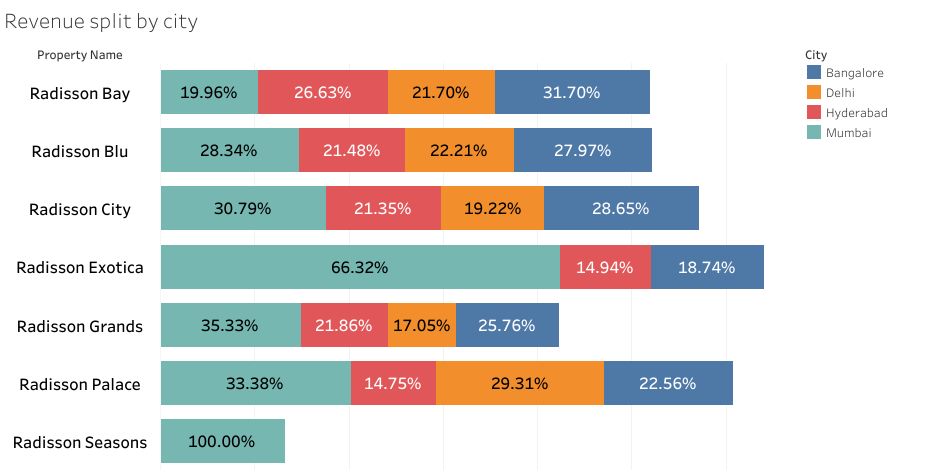 Revenue split by city
Property Name
City
Bangalore
Delhi
Hyderabad
Mumbai
Radisson Bay 19.96% 26.63% 21.70% 31.70%
Radisson Blu 28.34% 21.48% 22.21% 27.97%
Radisson City 30.79% 21.35% 19.22% 28.65%
Radisson Exotica 66.32% 14.94% 18.74%
Radisson Grands 35.33% 21.86% 17.05% 25.76%
Radisson Palace 33.38% 14.75% 29.31% 22.56%
Radisson Seasons 100.00%